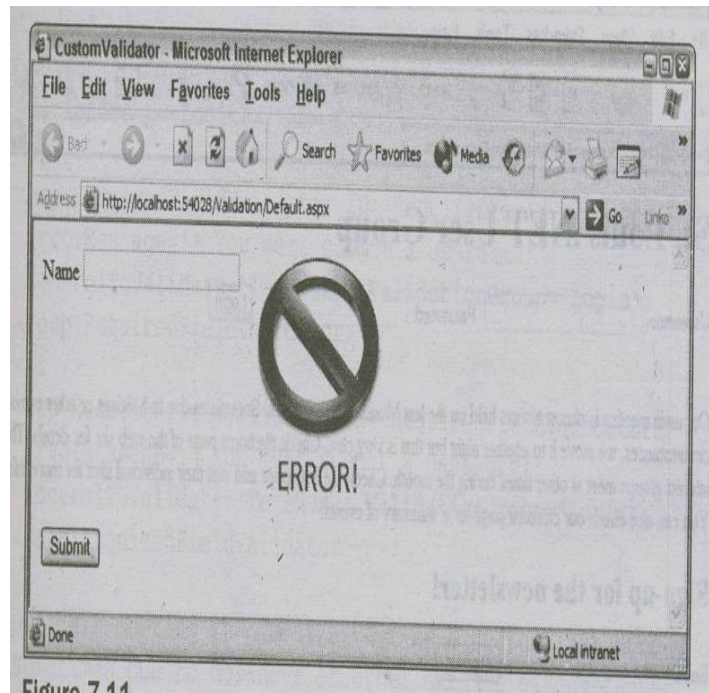 CustomValidator - Microsoft Internet Explorer
File Edit View Favorites Tools Help
Back Search Favorites Media
Address http://localhost:54028/Validation/Default.aspx Go Links
Name
ERROR!
Submit
Done Local intranet
Figure 7-11